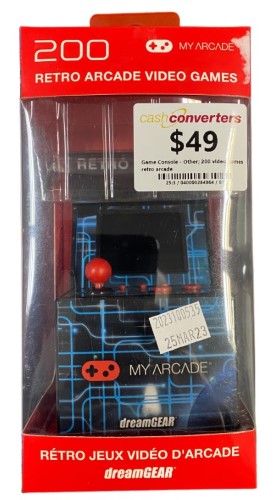 200
MY ARCADE
RETRO ARCADE VIDEO GAMES
cash converters
$49
Game Console - Other; 200 video games
retro arcade
RETRO
MY ARCADE
25MAR23
dreamGEAR
RÉTRO JEUX VIDÉO D'ARCADE
dreamGEAR